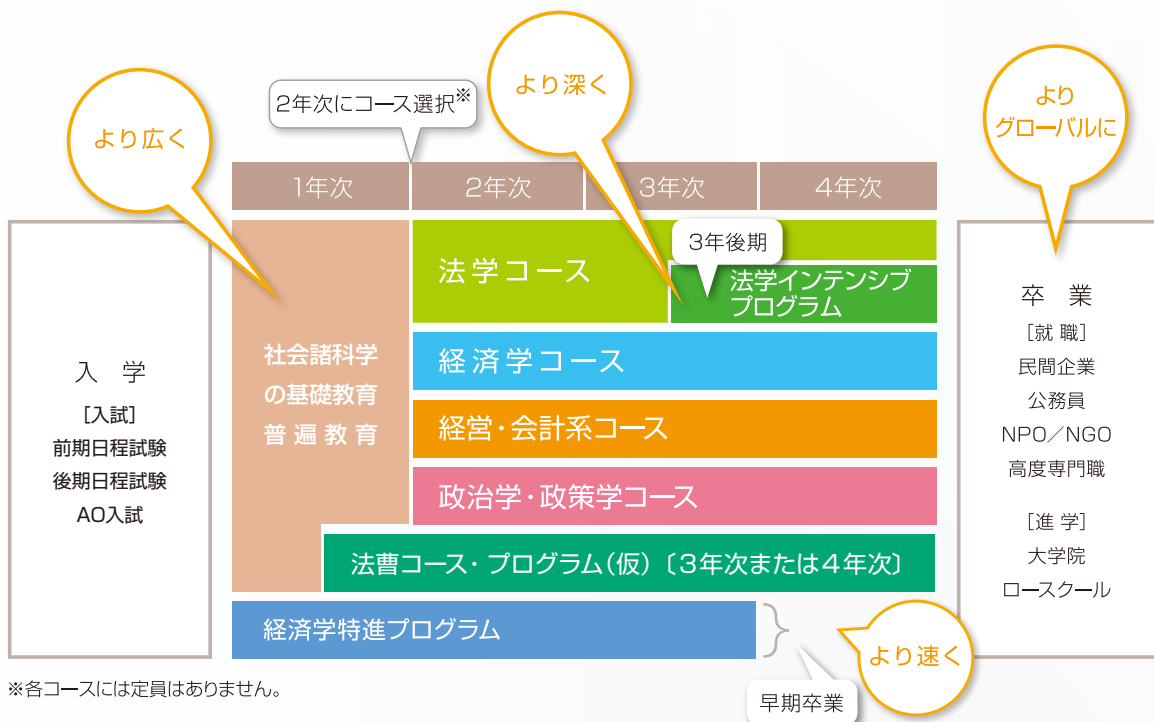 より広く
2年次にコース選択※
より深く
より
グローバルに
1年次
2年次
3年次
4年次
入 学
[入試]
前期日程試験
後期日程試験
AO入試
社会諸科学
の基礎教育
普遍教育
法学コース
3年後期
法学インテンシブ
プログラム
経済学コース
経営・会計系コース
政治学・政策学コース
法曹コース・プログラム(仮)〔3年次または4年次〕
経済学特進プログラム
早期卒業
より速く
卒 業
[就 職]
民間企業
公務員
NPO/NGO
高度専門職
[進 学]
大学院
ロースクール
※各コースには定員はありません。